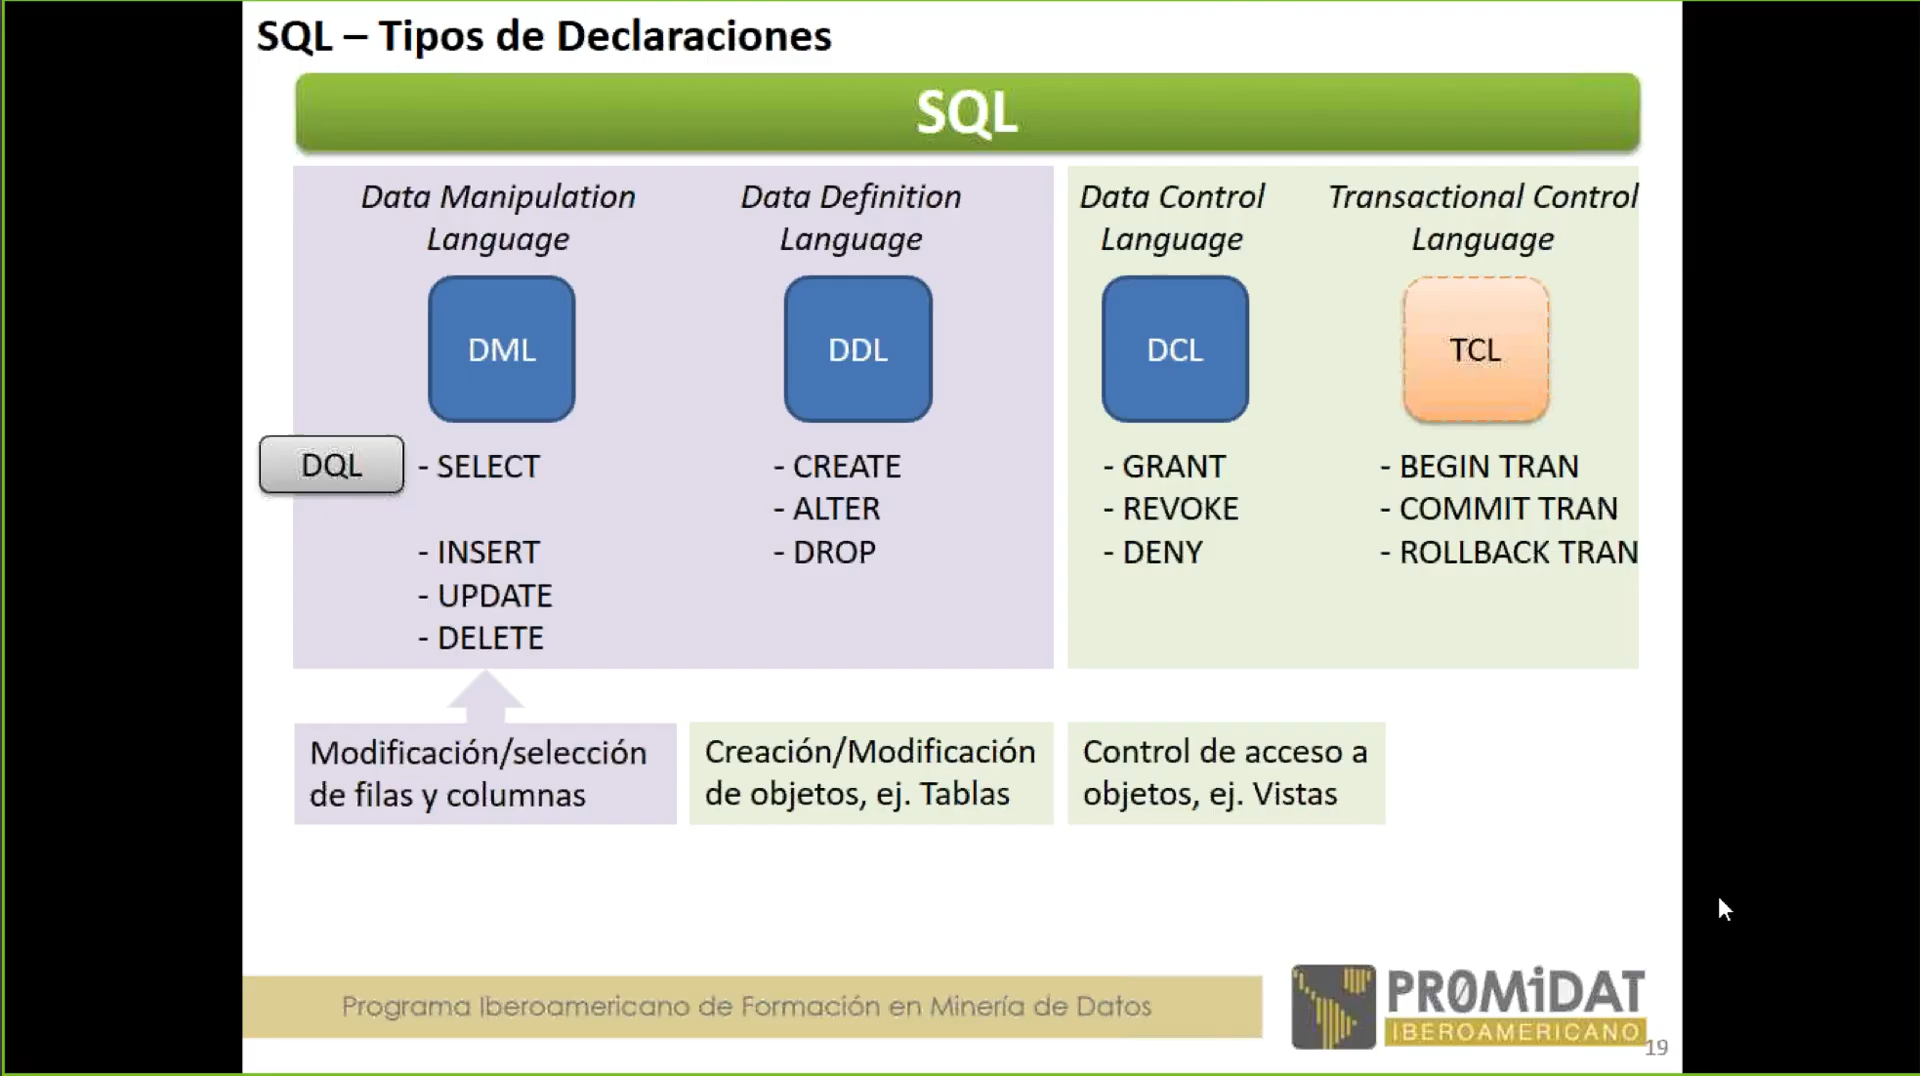 SQL – Tipos de Declaraciones
SQL
Data Manipulation
Language
DML
DQL
- SELECT
- INSERT
- UPDATE
- DELETE
Data Definition
Language
DDL
- CREATE
- ALTER
- DROP
Data Control
Language
DCL
- GRANT
- REVOKE
- DENY
Transactional Control
Language
TCL
- BEGIN TRAN
- COMMIT TRAN
- ROLLBACK TRAN
Modificación/selección
de filas y columnas
Creación/Modificación
de objetos, ej. Tablas
Control de acceso a
objetos, ej. Vistas
Programa Iberoamericano de Formación en Minería de Datos
PR0MiDAT
IBEROAMERICANO
19